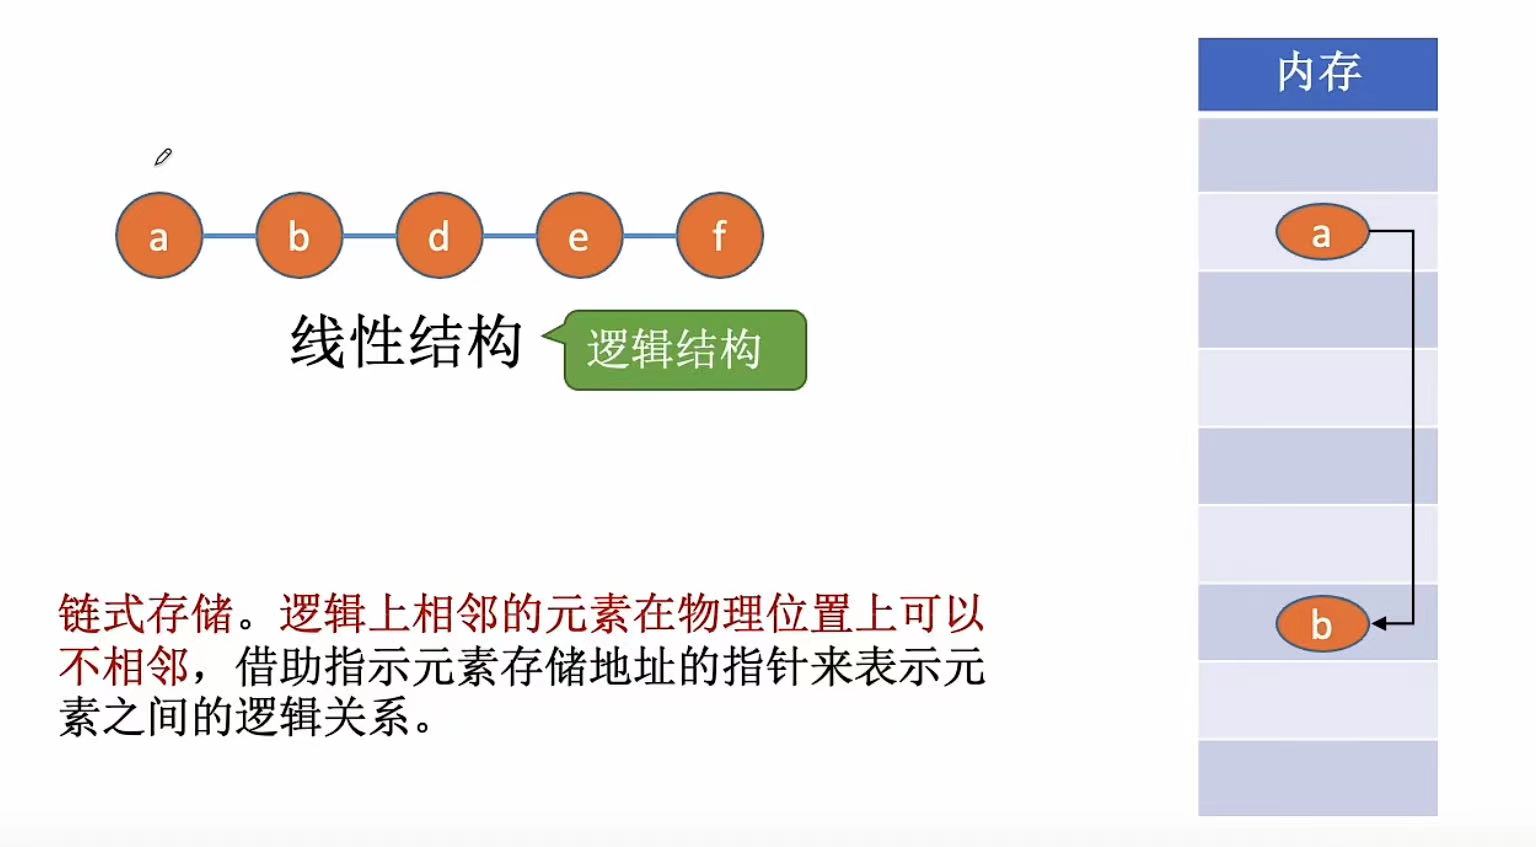 内存
a
b
d
e
f
线性结构
逻辑结构
a
b
链式存储。逻辑上相邻的元素在物理位置上可以
不相邻，借助指示元素存储地址的指针来表示元
素之间的逻辑关系。